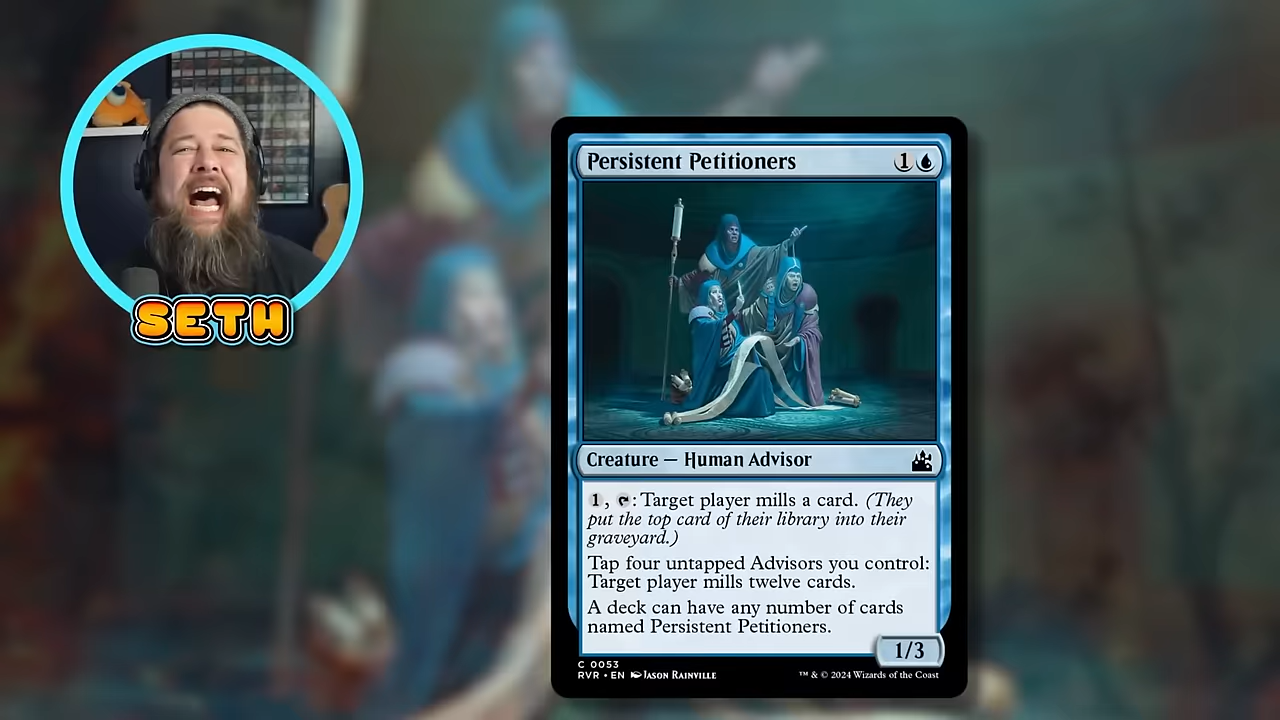 SETH
Persistent Petitioners 1
Creature — Human Advisor
1, : Target player mills a card. (They
put the top card of their library into their
graveyard.)
Tap four untapped Advisors you control:
Target player mills twelve cards.
A deck can have any number of cards
named Persistent Petitioners.
1/3
C 0053
RVR • EN Jason Rainville
™ & © 2024 Wizards of the Coast